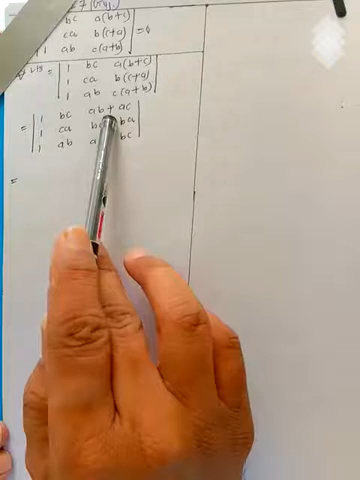 bc a(b+c)
ca b(c+a) = 0
1 ab c(a+b)
= | 1 bc a(b+c) |
1 ca b(c+a)
1 ab c(a+b)
= | 1 bc ab+ac |
1 ca ba
1 ab bc
=